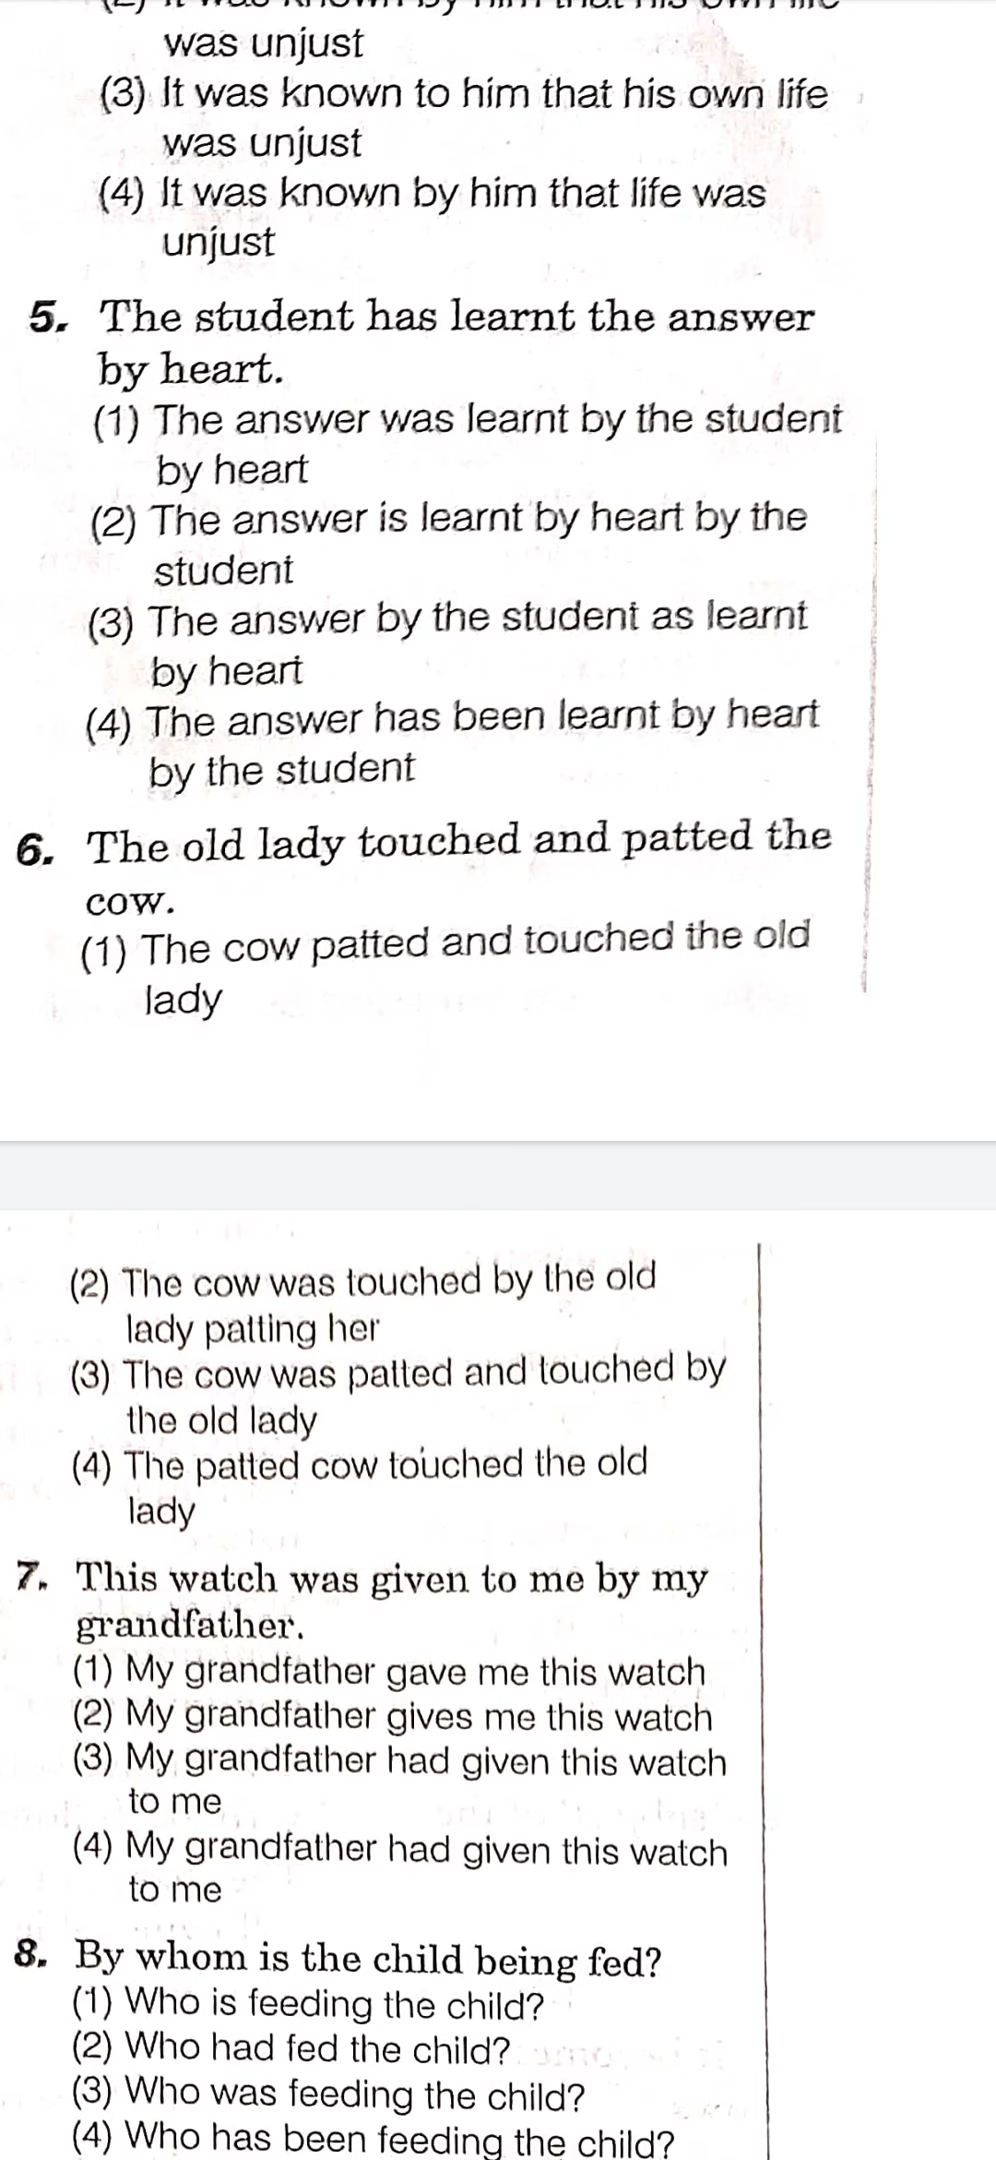 was unjust
(3) It was known to him that his own life
was unjust
(4) It was known by him that life was
unjust
5. The student has learnt the answer
by heart.
(1) The answer was learnt by the student
by heart
(2) The answer is learnt by heart by the
student
(3) The answer by the student as learnt
by heart
(4) The answer has been learnt by heart
by the student
6. The old lady touched and patted the
cow.
(1) The cow patted and touched the old
lady
(2) The cow was touched by the old
lady patting her
(3) The cow was patted and touched by
the old lady
(4) The patted cow touched the old
lady
7. This watch was given to me by my
grandfather.
(1) My grandfather gave me this watch
(2) My grandfather gives me this watch
(3) My grandfather had given this watch
to me
(4) My grandfather had given this watch
to me
8. By whom is the child being fed?
(1) Who is feeding the child?
(2) Who had fed the child?
(3) Who was feeding the child?
(4) Who has been feeding the child?